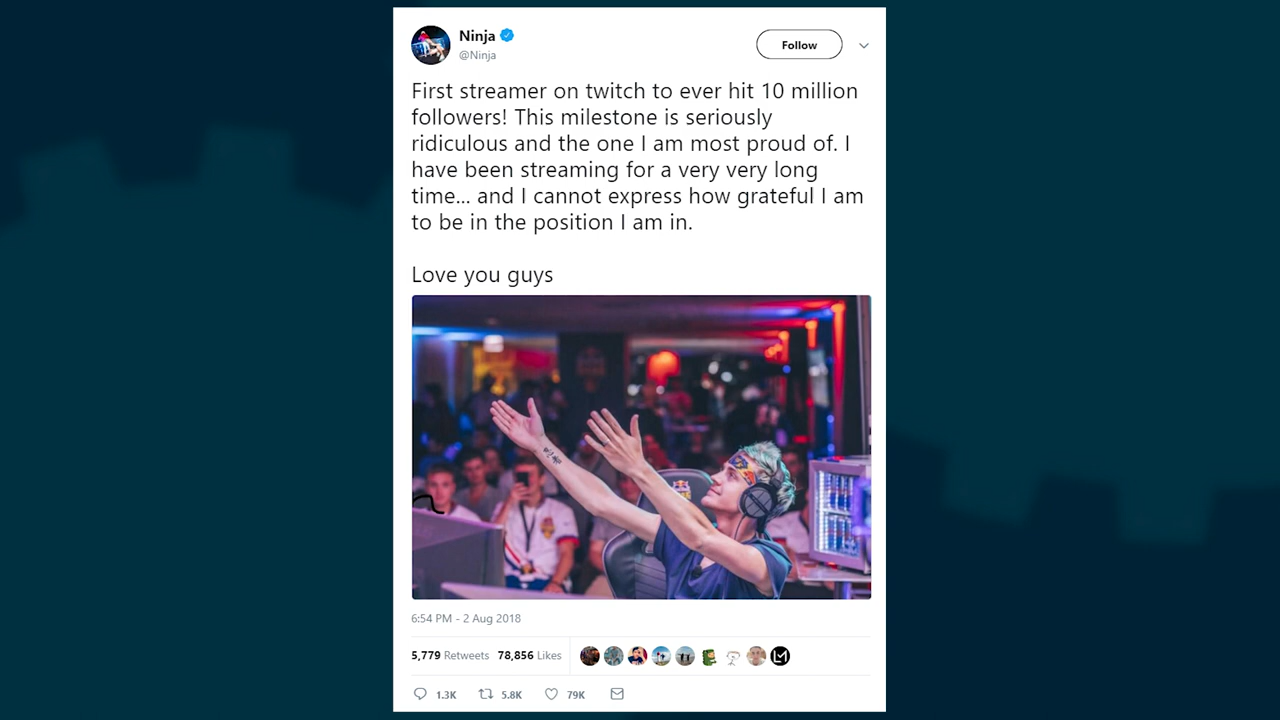 Ninja
@Ninja
Follow
First streamer on twitch to ever hit 10 million
followers! This milestone is seriously
ridiculous and the one I am most proud of. I
have been streaming for a very very long
time... and I cannot express how grateful I am
to be in the position I am in.
Love you guys
6:54 PM - 2 Aug 2018
5,779 Retweets 78,856 Likes
1.3K 5.8K 79K